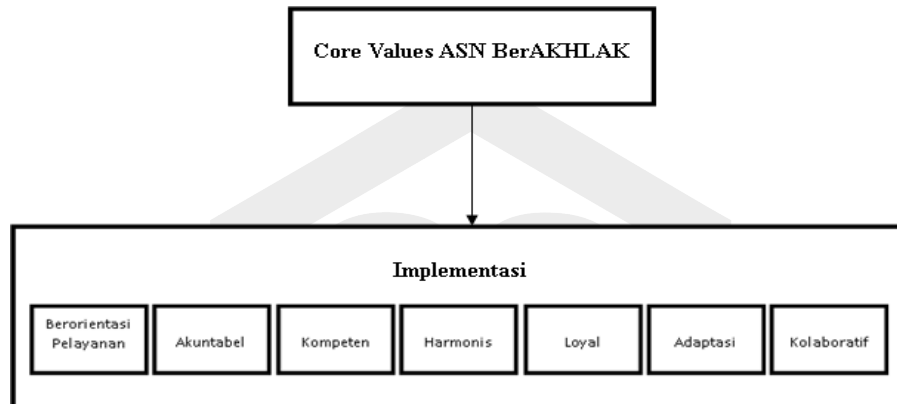 Core Values ASN BerAKHLAK
Implementasi
Berorientasi
Pelayanan
Akuntabel
Kompeten
Harmonis
Loyal
Adaptasi
Kolaboratif